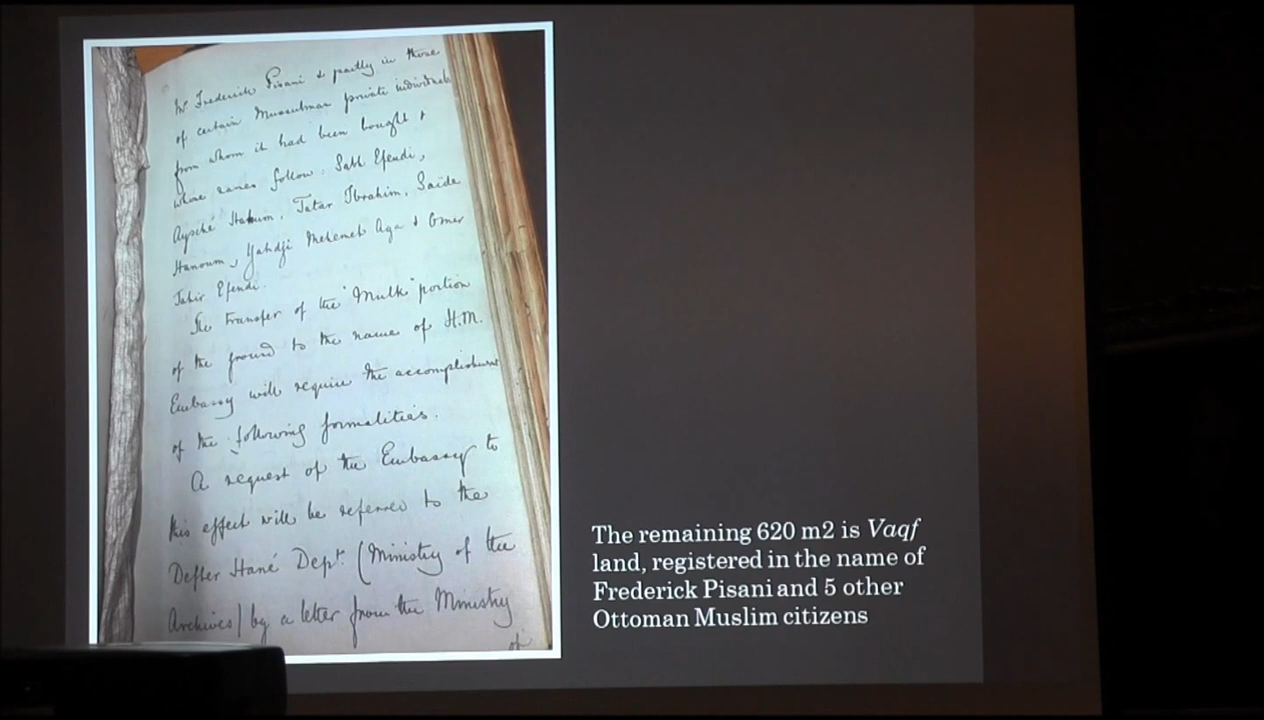 Mr Frederick Pisani & partly in those
of certain Mussulman private individuals
from whom it had been bought &
whose names follow: Sabk Efendi,
Aysché Hanum, Tatar Ibrahim, Saïde
Hanoum, Yahdji Mehemet Aga & Omer
Tahir Efendi.
The transfer of the "Mulk" portion
of the ground to the name of H.M.
Embassy will require the accomplishment
of the following formalities.
A request of the Embassy to
this effect will be referred to the
Defter Hané Dept. (Ministry of the
Archives) by a letter from the Ministry
of
The remaining 620 m2 is Vaqf
land, registered in the name of
Frederick Pisani and 5 other
Ottoman Muslim citizens